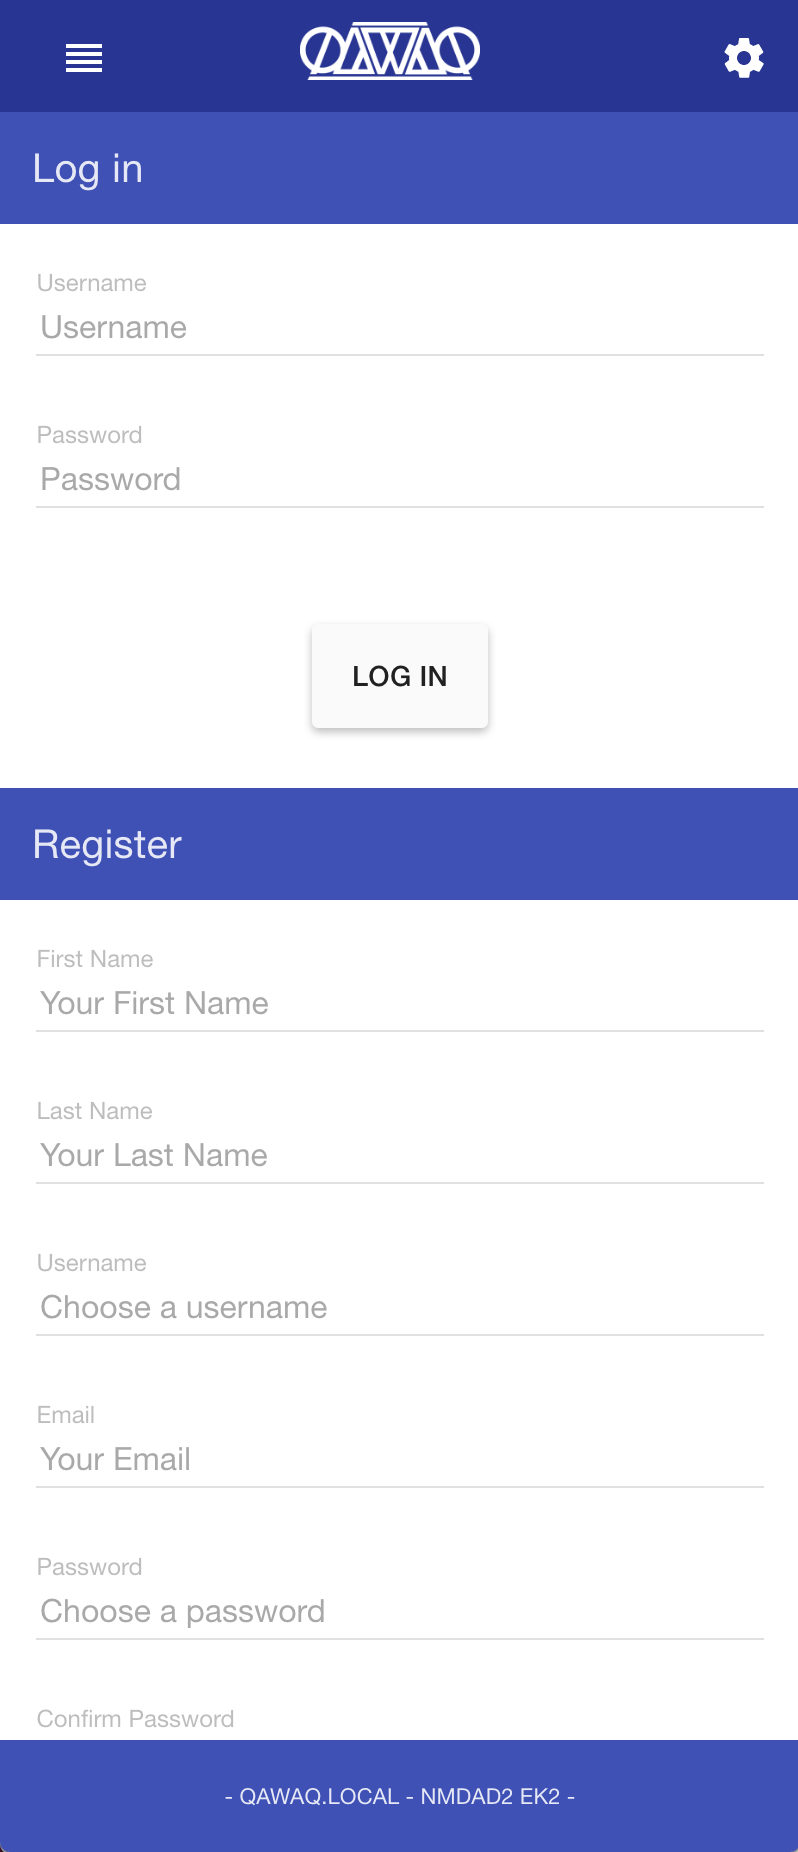 QAWAQ
Log in
Username
Username
Password
Password
LOG IN
Register
First Name
Your First Name
Last Name
Your Last Name
Username
Choose a username
Email
Your Email
Password
Choose a password
Confirm Password
- QAWAQ.LOCAL - NMDAD2 EK2 -